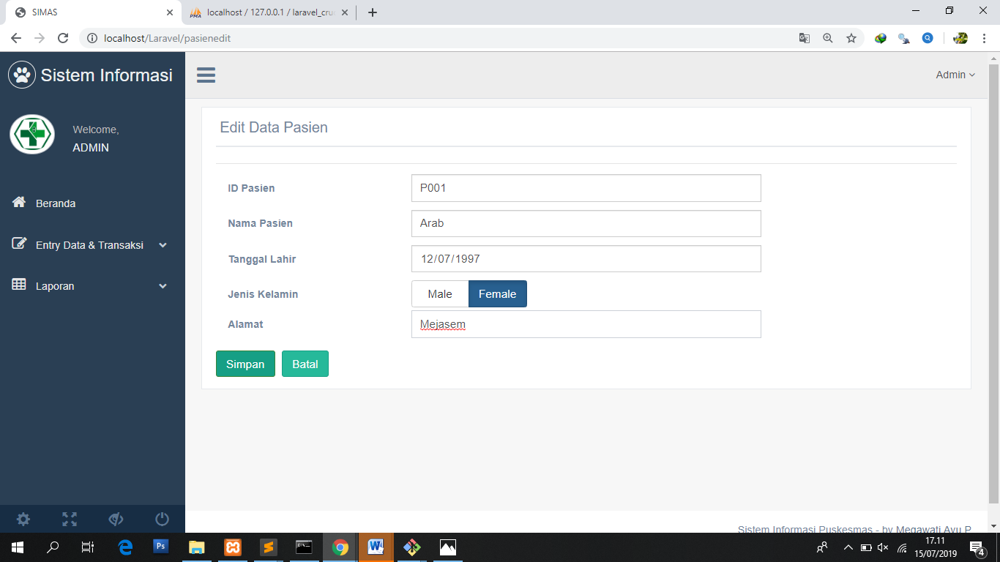 SIMAS
localhost / 127.0.0.1 / laravel_cru
localhost/Laravel/pasienedit
Sistem Informasi
Admin
Welcome,
ADMIN
Beranda
Entry Data & Transaksi
Laporan
Edit Data Pasien
ID Pasien P001
Nama Pasien Arab
Tanggal Lahir 12/07/1997
Jenis Kelamin Male Female
Alamat Mejasem
Simpan Batal
Sistem Informasi Puskesmas - by Megawati Ayu P
Ps
17.11
15/07/2019
4